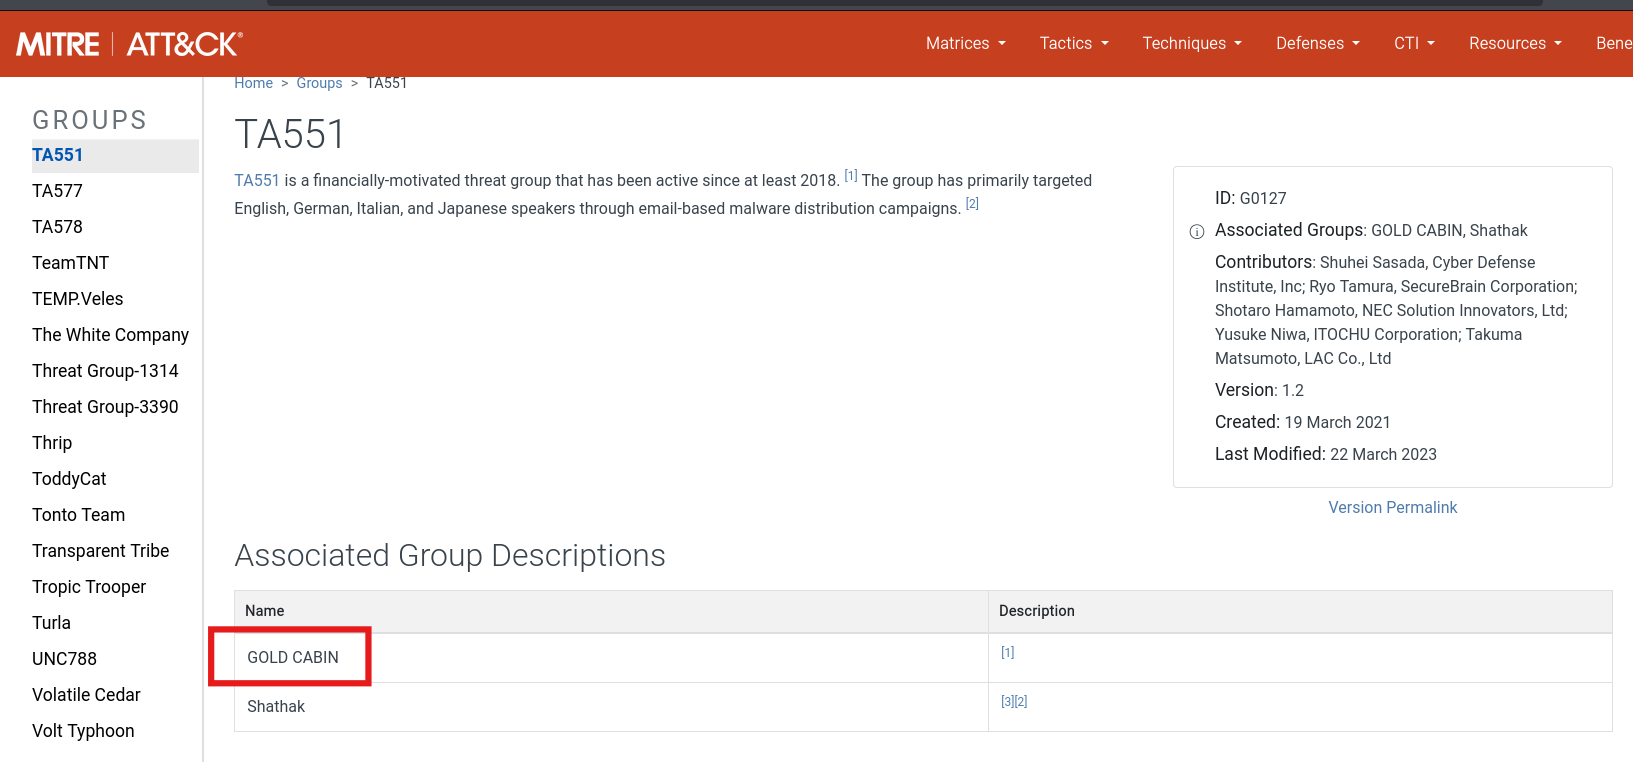 MITRE | ATT&CK®
Matrices Tactics Techniques Defenses CTI Resources Bene
Home > Groups > TA551
GROUPS
TA551
TA577
TA578
TeamTNT
TEMP.Veles
The White Company
Threat Group-1314
Threat Group-3390
Thrip
ToddyCat
Tonto Team
Transparent Tribe
Tropic Trooper
Turla
UNC788
Volatile Cedar
Volt Typhoon
TA551
TA551 is a financially-motivated threat group that has been active since at least 2018. [1] The group has primarily targeted
English, German, Italian, and Japanese speakers through email-based malware distribution campaigns. [2]
ID: G0127
Associated Groups: GOLD CABIN, Shathak
Contributors: Shuhei Sasada, Cyber Defense
Institute, Inc; Ryo Tamura, SecureBrain Corporation;
Shotaro Hamamoto, NEC Solution Innovators, Ltd;
Yusuke Niwa, ITOCHU Corporation; Takuma
Matsumoto, LAC Co., Ltd
Version: 1.2
Created: 19 March 2021
Last Modified: 22 March 2023
Version Permalink
Associated Group Descriptions
Name Description
GOLD CABIN [1]
Shathak [3][2]